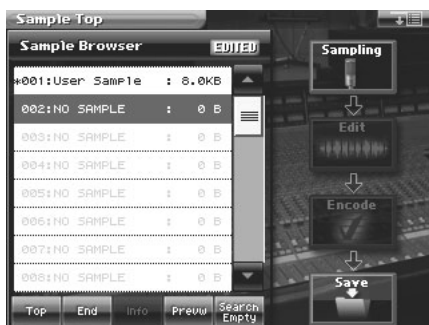 Sample Top
Sample Browser EDITED
*001:User Sample : 8.0KB
002:NO SAMPLE : 0 B
003:NO SAMPLE : 0 B
004:NO SAMPLE : 0 B
005:NO SAMPLE : 0 B
006:NO SAMPLE : 0 B
007:NO SAMPLE : 0 B
008:NO SAMPLE : 0 B
Top End Info Prevw Search Empty
Sampling
Edit
Encode
Save